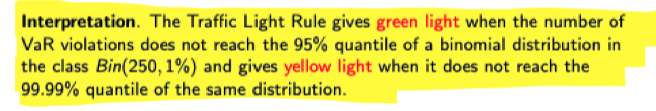 Interpretation. The Traffic Light Rule gives green light when the number of
VaR violations does not reach the 95% quantile of a binomial distribution in
the class Bin(250, 1%) and gives yellow light when it does not reach the
99.99% quantile of the same distribution.